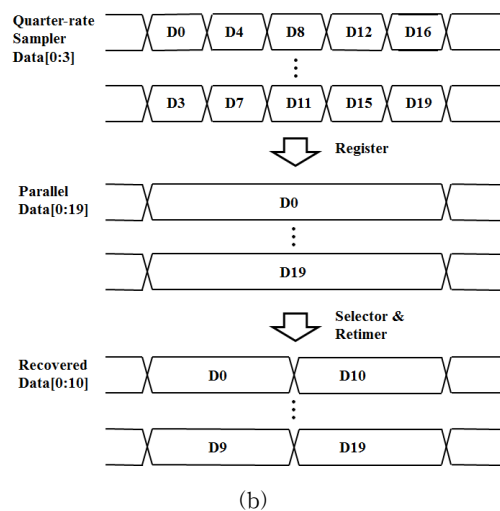 Quarter-rate
Sampler
Data[0:3]
D0 D4 D8 D12 D16
D3 D7 D11 D15 D19
Register
Parallel
Data[0:19]
D0
D19
Selector &
Retimer
Recovered
Data[0:10]
D0 D10
D9 D19
(b)